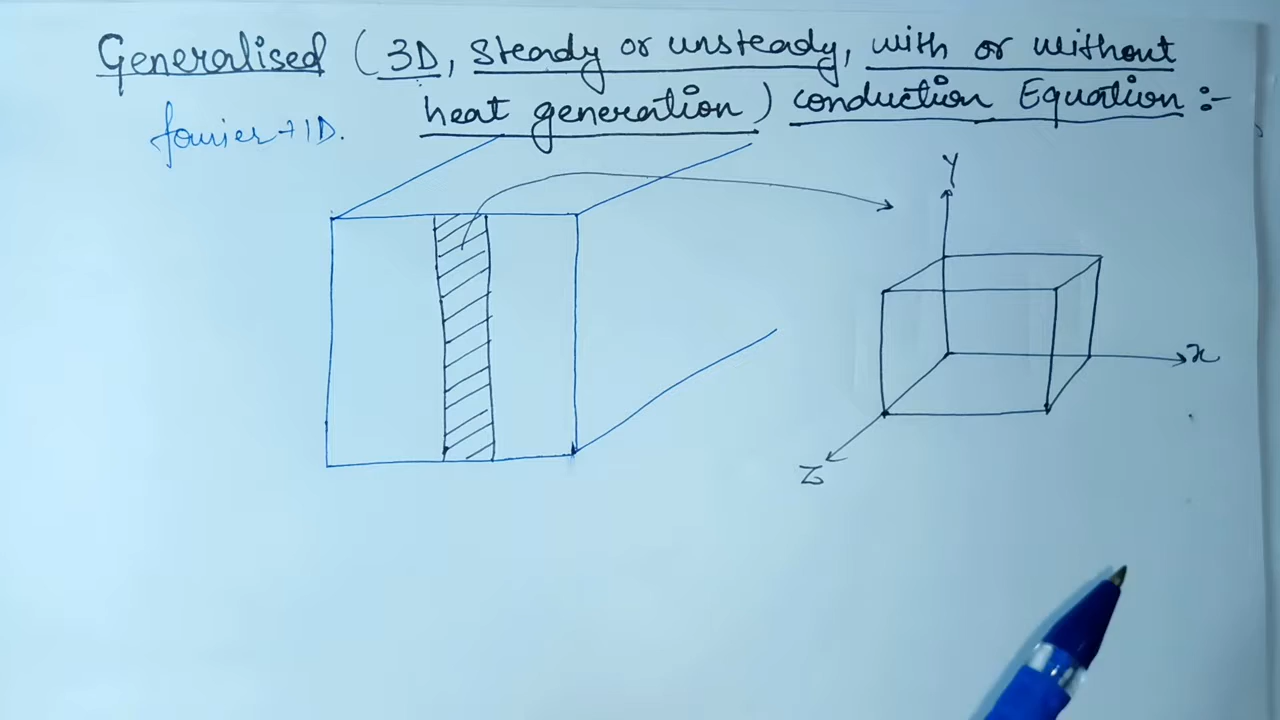 Generalised (3D, steady or unsteady, with or without
heat generation) conduction Equation :-
fourier → 1D.
Y
x
Z